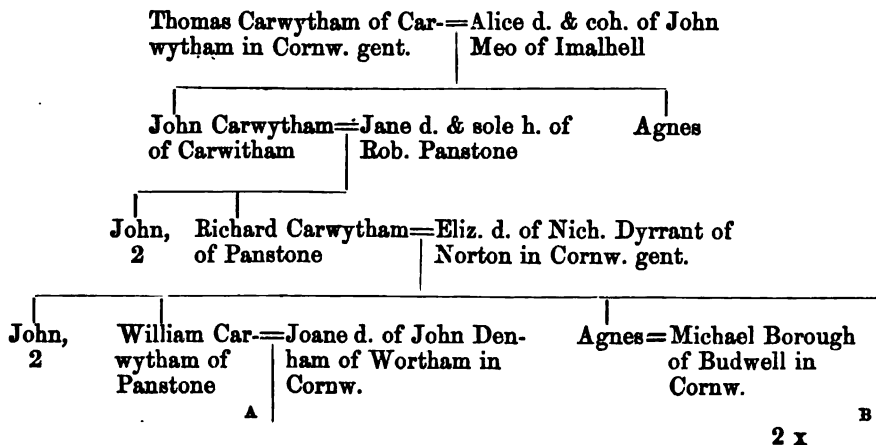 Thomas Carwytham of Car-=Alice d. & coh. of John
wytham in Cornw. gent. Meo of Imalhell
John Carwytham=Jane d. & sole h. of Agnes
of Carwitham Rob. Panstone
John, Richard Carwytham=Eliz. d. of Nich. Dyrrant of
2 of Panstone Norton in Cornw. gent.
John, William Car-=Joane d. of John Den- Agnes=Michael Borough
2 wytham of ham of Wortham in of Budwell in
Panstone Cornw. Cornw.
A B
2 x